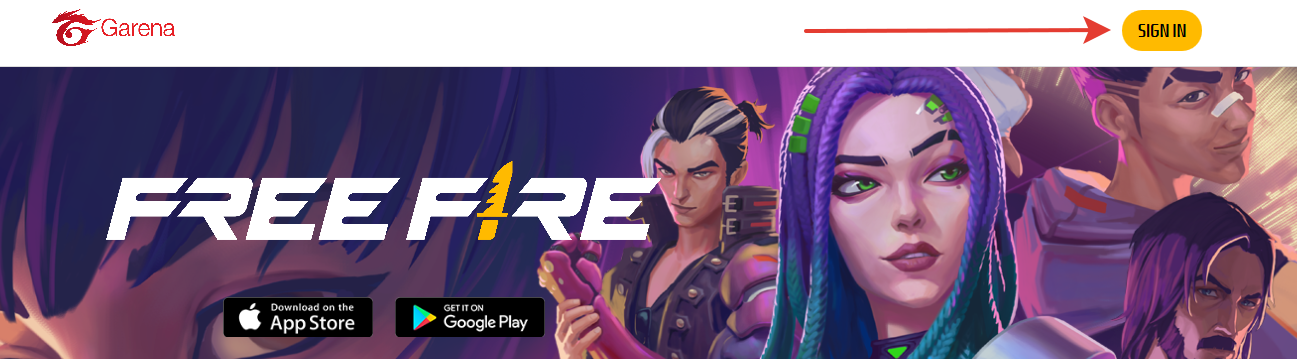 Garena
SIGN IN
FREE FIRE
Download on the
App Store
GET IT ON
Google Play